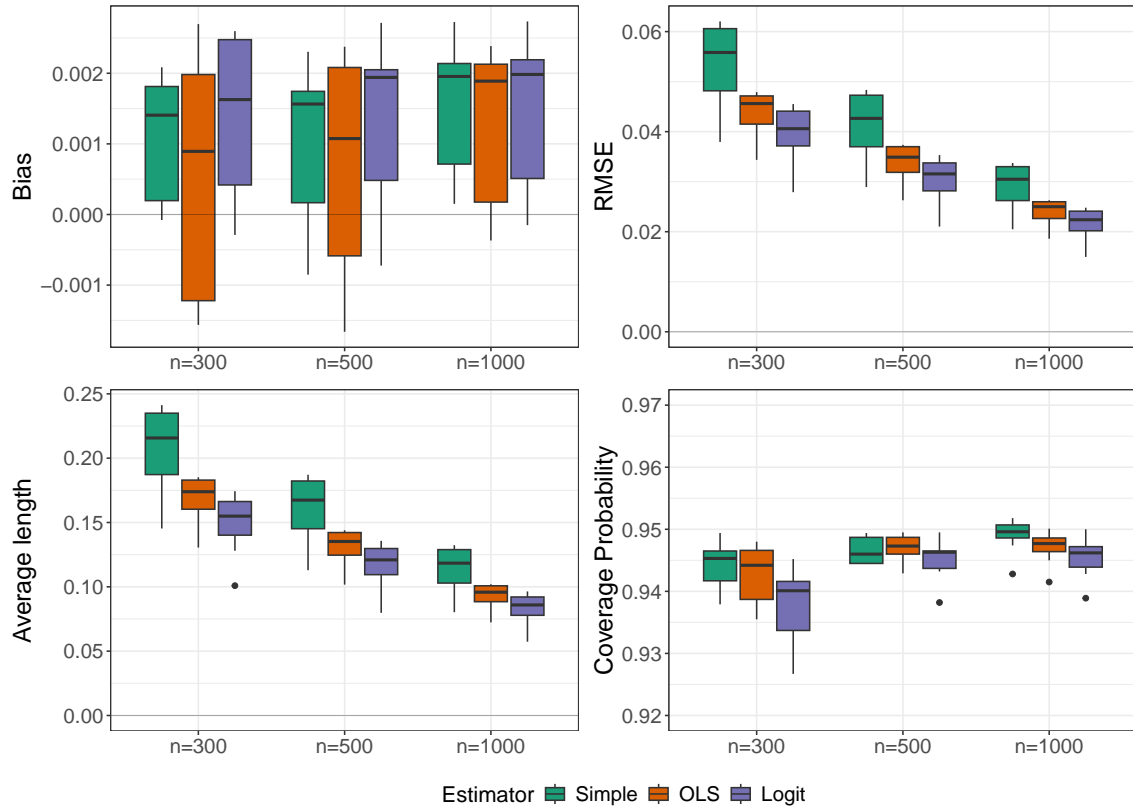 Bias
0.002
0.001
0.000
−0.001
n=300 n=500 n=1000
RMSE
0.06
0.04
0.02
0.00
n=300 n=500 n=1000
Average length
0.25
0.20
0.15
0.10
0.05
0.00
n=300 n=500 n=1000
Coverage Probability
0.97
0.96
0.95
0.94
0.93
0.92
n=300 n=500 n=1000
Estimator Simple OLS Logit